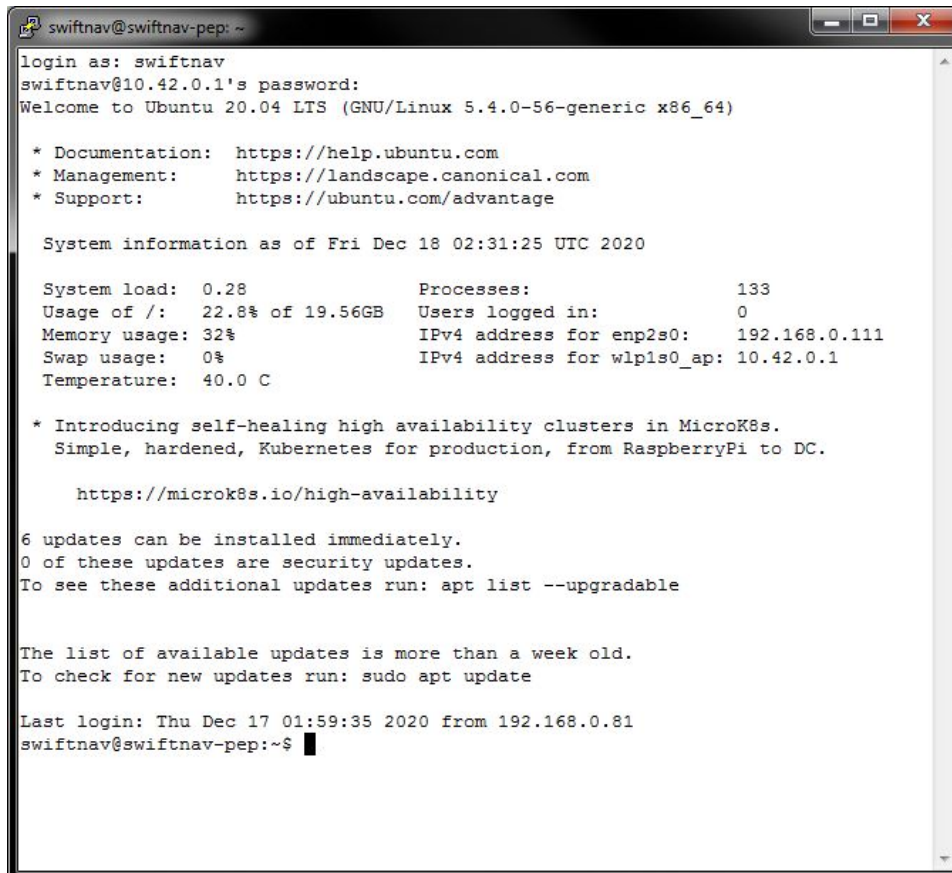 swiftnav@swiftnav-pep: ~
login as: swiftnav
swiftnav@10.42.0.1's password:
Welcome to Ubuntu 20.04 LTS (GNU/Linux 5.4.0-56-generic x86_64)
* Documentation:  https://help.ubuntu.com
* Management:     https://landscape.canonical.com
* Support:        https://ubuntu.com/advantage
System information as of Fri Dec 18 02:31:25 UTC 2020
System load:  0.28               Processes:                  133
Usage of /:   22.8% of 19.56GB   Users logged in:            0
Memory usage: 32%                IPv4 address for enp2s0:    192.168.0.111
Swap usage:   0%                 IPv4 address for wlp1s0_ap: 10.42.0.1
Temperature:  40.0 C
* Introducing self-healing high availability clusters in MicroK8s.
Simple, hardened, Kubernetes for production, from RaspberryPi to DC.
https://microk8s.io/high-availability
6 updates can be installed immediately.
0 of these updates are security updates.
To see these additional updates run: apt list --upgradable
The list of available updates is more than a week old.
To check for new updates run: sudo apt update
Last login: Thu Dec 17 01:59:35 2020 from 192.168.0.81
swiftnav@swiftnav-pep:~$